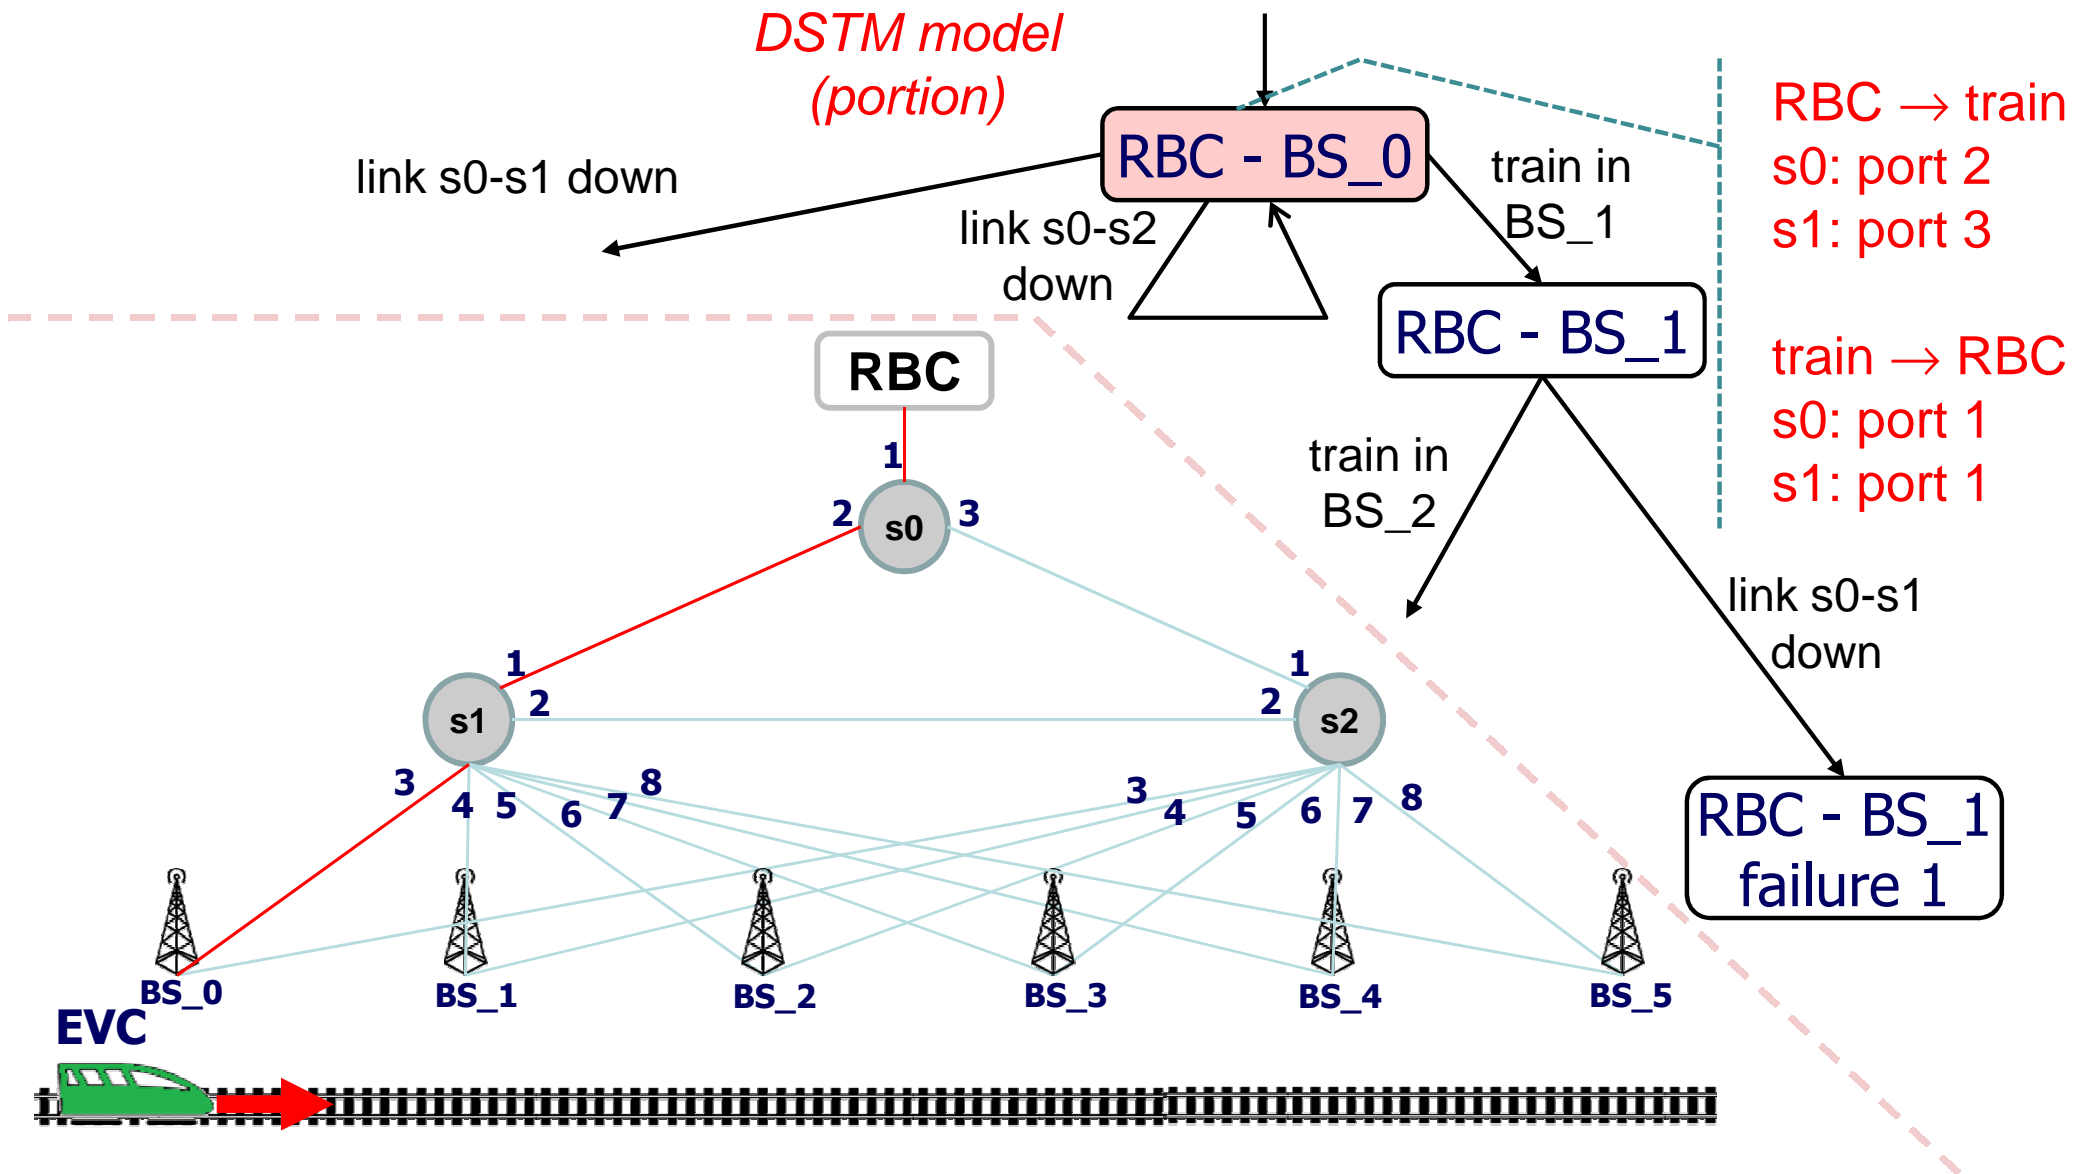 DSTM model
(portion)
RBC - BS_0
link s0-s1 down
link s0-s2
down
train in
BS_1
RBC - BS_1
train in
BS_2
link s0-s1
down
RBC - BS_1
failure 1
RBC → train
s0: port 2
s1: port 3
train → RBC
s0: port 1
s1: port 1
RBC
1
2
s0
3
1
s1
2
1
2
s2
3
4
5
6
7
8
3
4
5
6
7
8
BS_0
BS_1
BS_2
BS_3
BS_4
BS_5
EVC